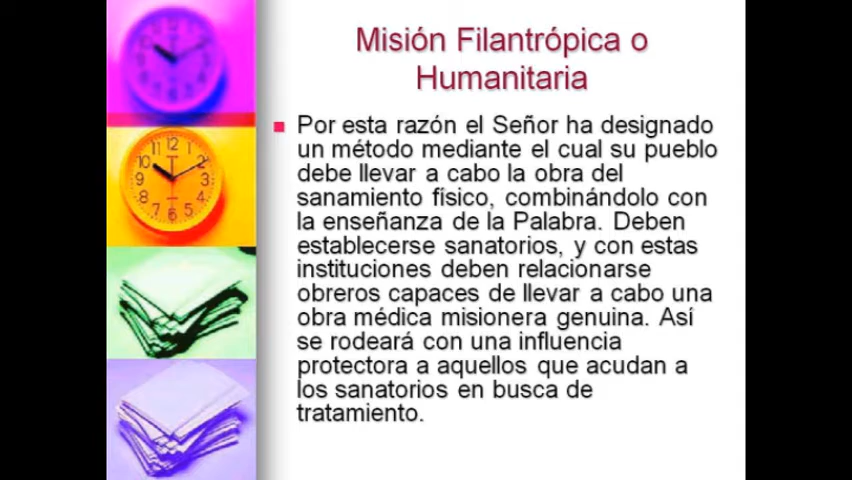 Misión Filantrópica o
Humanitaria
Por esta razón el Señor ha designado
un método mediante el cual su pueblo
debe llevar a cabo la obra del
sanamiento físico, combinándolo con
la enseñanza de la Palabra. Deben
establecerse sanatorios, y con estas
instituciones deben relacionarse
obreros capaces de llevar a cabo una
obra médica misionera genuina. Así
se rodeará con una influencia
protectora a aquellos que acudan a
los sanatorios en busca de
tratamiento.